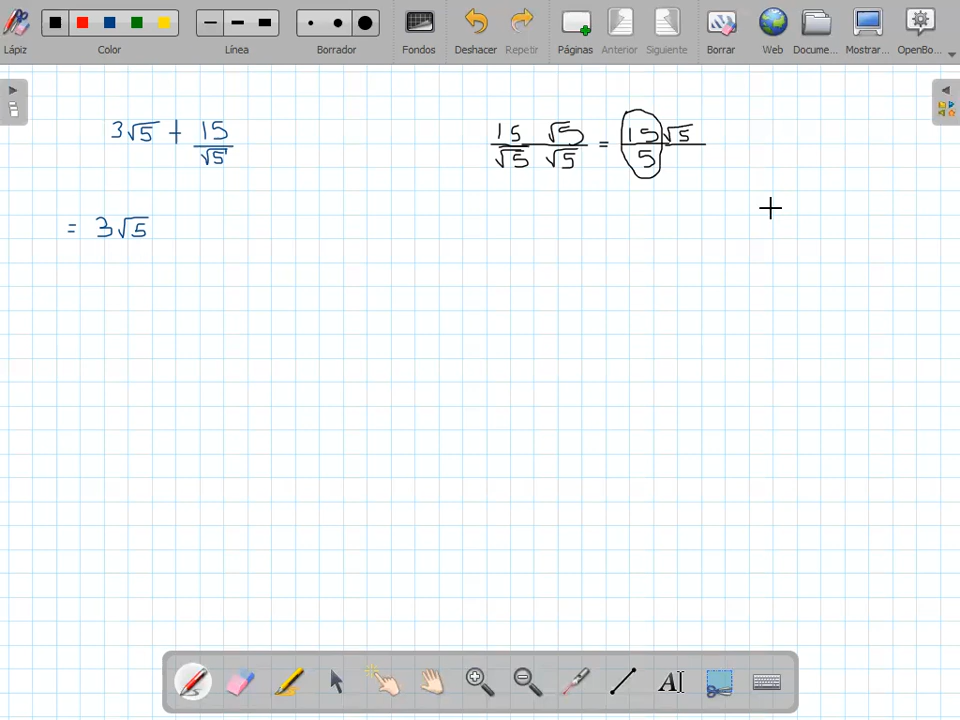 Lápiz Color Línea Borrador Fondos Deshacer Repetir Páginas Anterior Siguiente Borrar Web Docume... Mostrar... OpenBo...
3√5 + 15/√5
15/√5 √5/√5 = 15√5/5
= 3√5
A